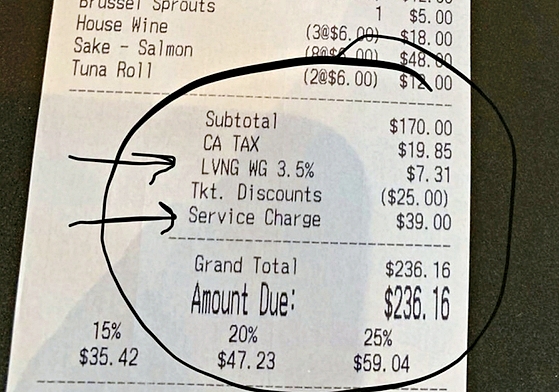 Brussel Sprouts 1 $5.00
House Wine (3@$6.00) $18.00
Sake - Salmon (8@$6.00) $48.00
Tuna Roll (2@$6.00) $12.00
Subtotal $170.00
CA TAX $19.85
LVNG WG 3.5% $7.31
Tkt. Discounts ($25.00)
Service Charge $39.00
Grand Total $236.16
Amount Due: $236.16
15% 20% 25%
$35.42 $47.23 $59.04